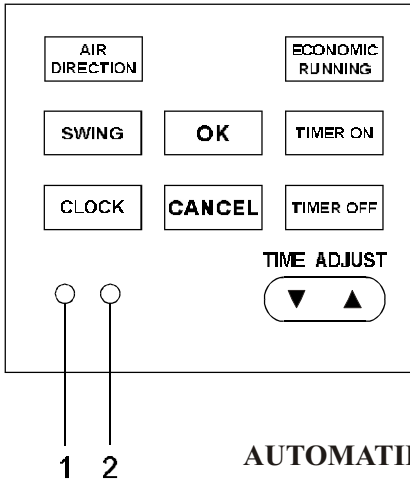 AIR
DIRECTION
ECONOMIC
RUNNING
SWING
OK
TIMER ON
CLOCK
CANCEL
TIMER OFF
TIME ADJUST
▼ ▲
1 2